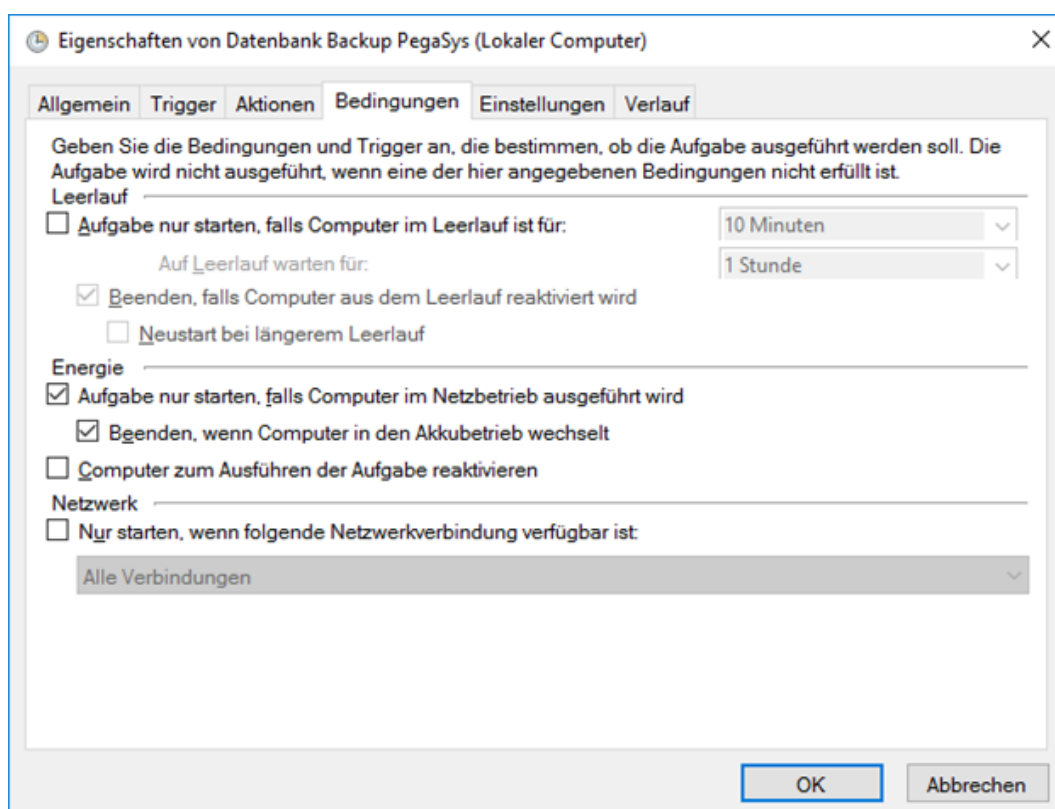 Eigenschaften von Datenbank Backup PegaSys (Lokaler Computer)
Allgemein Trigger Aktionen Bedingungen Einstellungen Verlauf
Geben Sie die Bedingungen und Trigger an, die bestimmen, ob die Aufgabe ausgeführt werden soll. Die
Aufgabe wird nicht ausgeführt, wenn eine der hier angegebenen Bedingungen nicht erfüllt ist.
Leerlauf
Aufgabe nur starten, falls Computer im Leerlauf ist für: 10 Minuten
Auf Leerlauf warten für: 1 Stunde
Beenden, falls Computer aus dem Leerlauf reaktiviert wird
Neustart bei längerem Leerlauf
Energie
Aufgabe nur starten, falls Computer im Netzbetrieb ausgeführt wird
Beenden, wenn Computer in den Akkubetrieb wechselt
Computer zum Ausführen der Aufgabe reaktivieren
Netzwerk
Nur starten, wenn folgende Netzwerkverbindung verfügbar ist:
Alle Verbindungen
OK Abbrechen